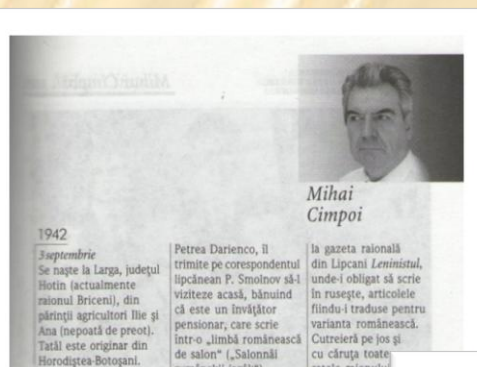 Mihai
Cimpoi
1942
3 septembrie
Se naşte la Larga, judeţul
Hotin (actualmente
raionul Briceni), din
părinţii agricultori Ilie şi
Ana (nepoată de preot).
Tatăl este originar din
Horodiştea-Botoşani.
Petrea Darienco, îl
trimite pe corespondentul
lipcănean P. Smolnov să-l
viziteze acasă, bănuind
că este un învăţător
pensionar, care scrie
într-o „limbă românească
de salon" („Salonnâi
la gazeta raională
din Lipcani Leninistul,
unde-i obligat să scrie
în ruseşte, articolele
fiindu-i traduse pentru
varianta românească.
Cutreieră pe jos şi
cu căruţa toate